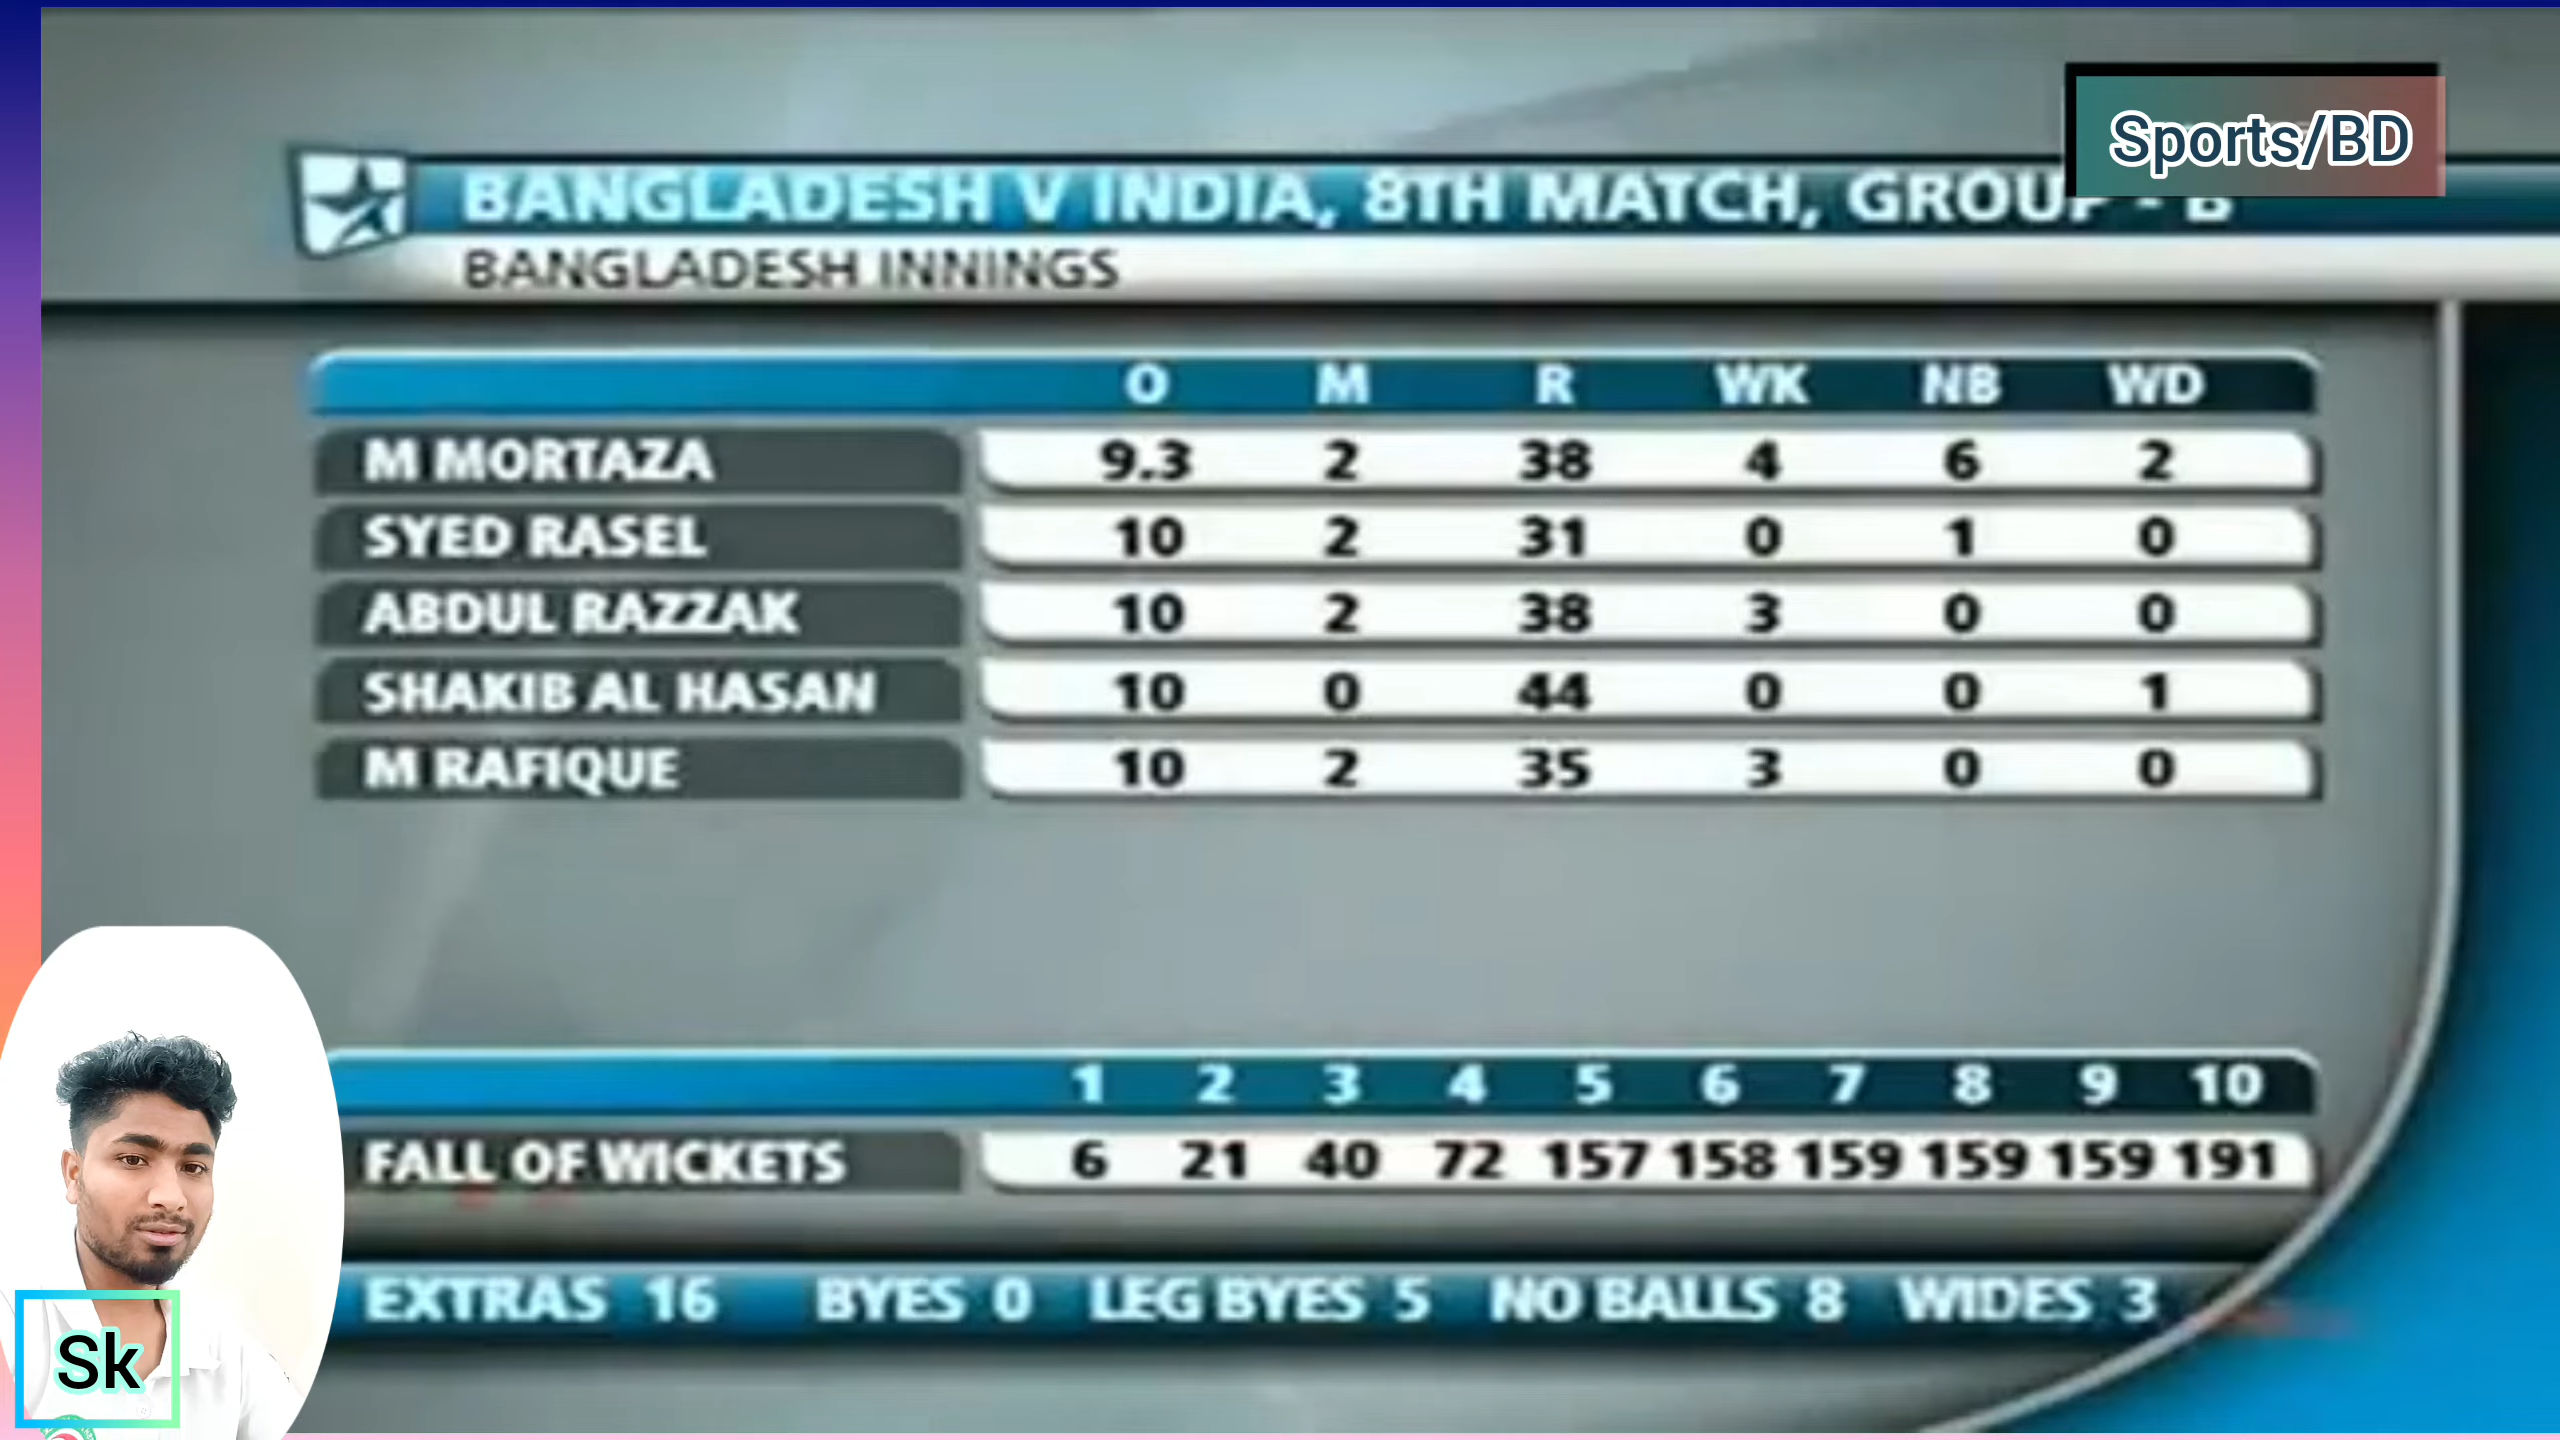 Sports/BD
BANGLADESH V INDIA, 8TH MATCH, GROUP - B
BANGLADESH INNINGS
O M R WK NB WD
M MORTAZA 9.3 2 38 4 6 2
SYED RASEL 10 2 31 0 1 0
ABDUL RAZZAK 10 2 38 3 0 0
SHAKIB AL HASAN 10 0 44 0 0 1
M RAFIQUE 10 2 35 3 0 0
1 2 3 4 5 6 7 8 9 10
FALL OF WICKETS 6 21 40 72 157 158 159 159 159 191
EXTRAS 16 BYES 0 LEG BYES 5 NO BALLS 8 WIDES 3
Sk